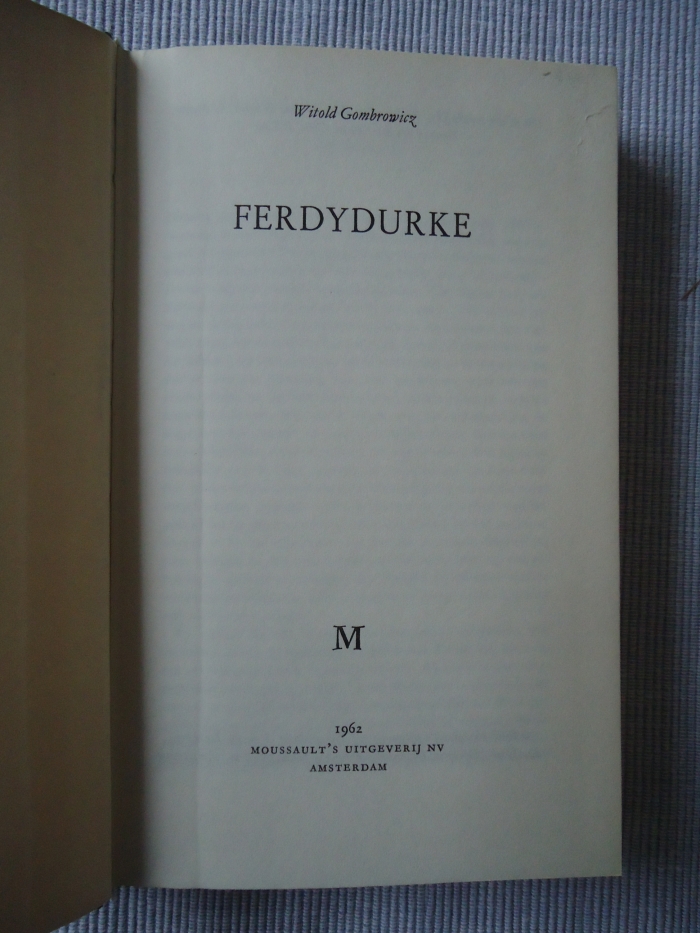 Witold Gombrowicz
FERDYDURKE
M
1962
MOUSSAULT'S UITGEVERIJ NV
AMSTERDAM